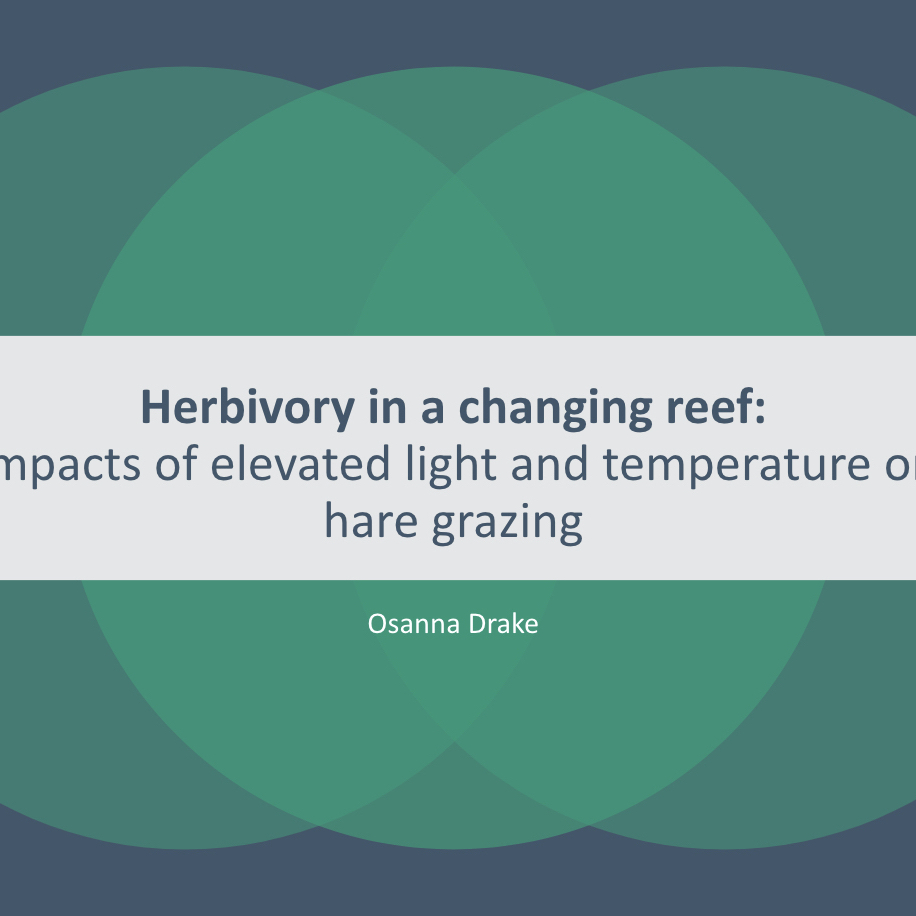 Herbivory in a changing reef:
mpacts of elevated light and temperature o
hare grazing
Osanna Drake